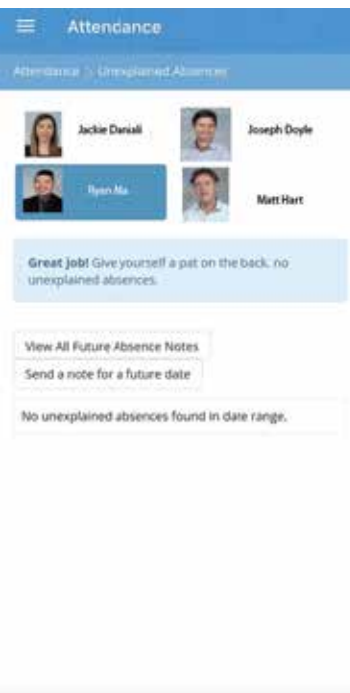 Attendance
Attendance > Unexplained Absences
Jackie Daniali
Joseph Doyle
Ryan Ma
Matt Hart
Great job! Give yourself a pat on the back, no
unexplained absences.
View All Future Absence Notes
Send a note for a future date
No unexplained absences found in date range.